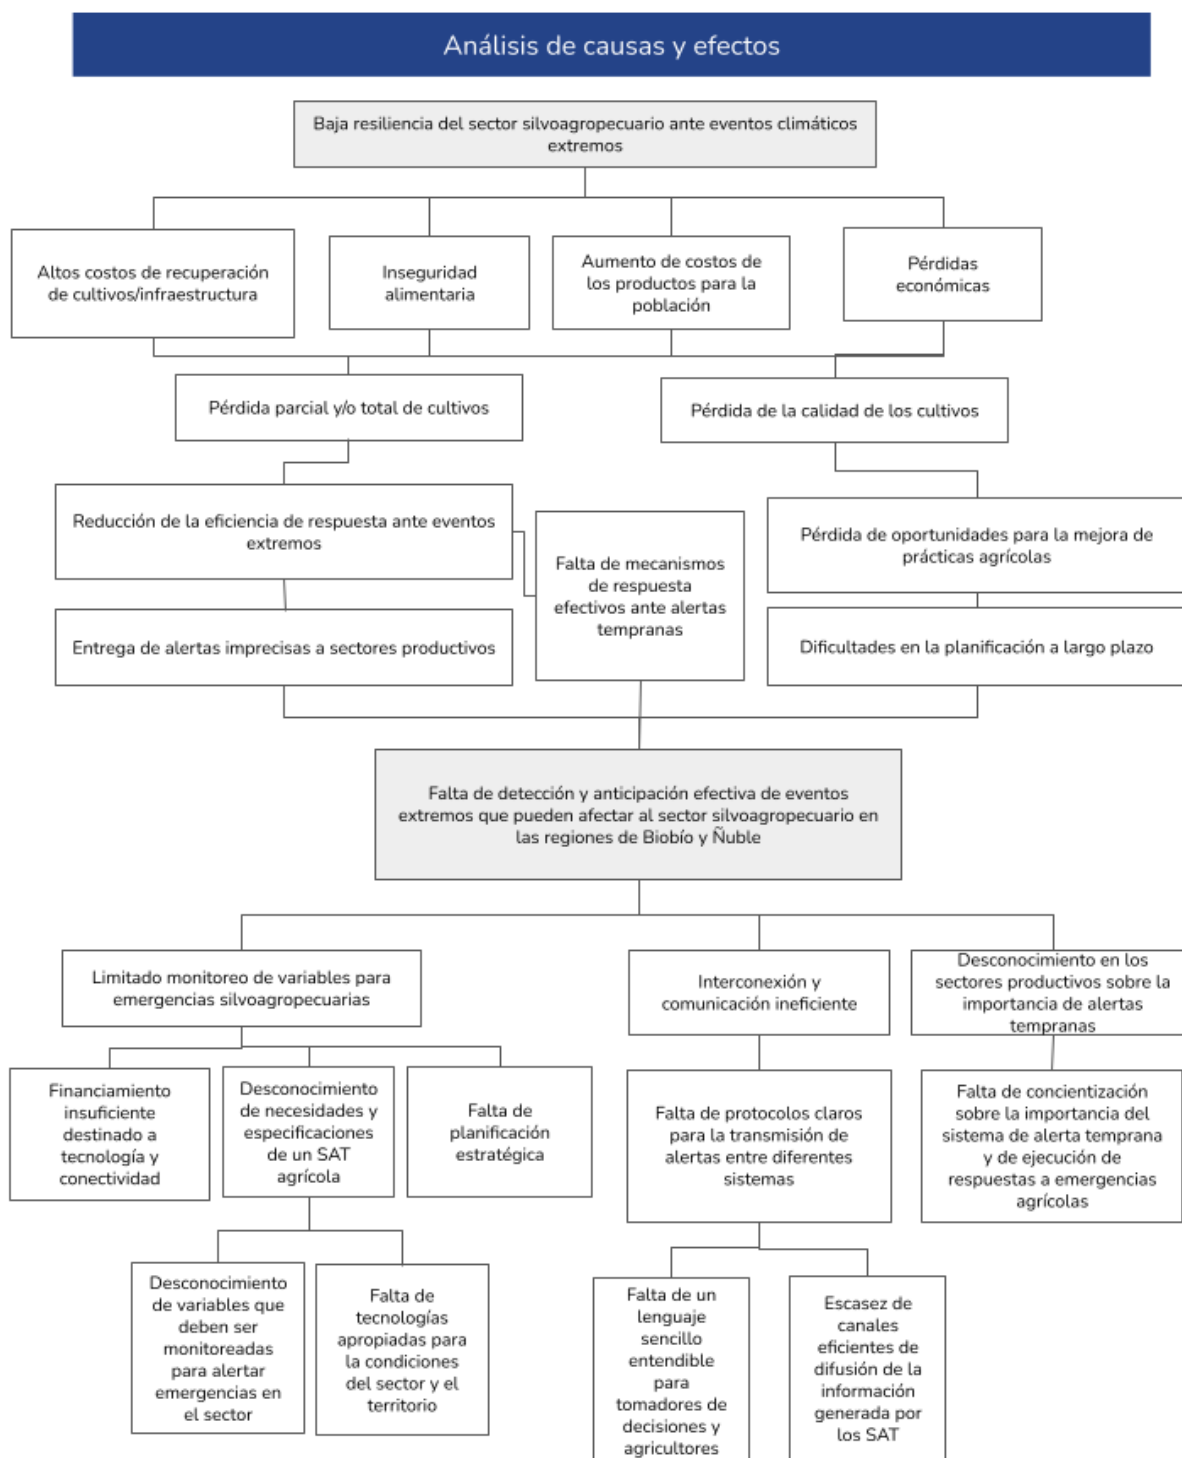 Análisis de causas y efectos
Baja resiliencia del sector silvoagropecuario ante eventos climáticos
extremos
Altos costos de recuperación
de cultivos/infraestructura
Inseguridad
alimentaria
Aumento de costos de
los productos para la
población
Pérdidas
económicas
Pérdida parcial y/o total de cultivos
Pérdida de la calidad de los cultivos
Reducción de la eficiencia de respuesta ante eventos
extremos
Falta de mecanismos
de respuesta
efectivos ante alertas
tempranas
Pérdida de oportunidades para la mejora de
prácticas agrícolas
Entrega de alertas imprecisas a sectores productivos
Dificultades en la planificación a largo plazo
Falta de detección y anticipación efectiva de eventos
extremos que pueden afectar al sector silvoagropecuario en
las regiones de Biobío y Ñuble
Limitado monitoreo de variables para
emergencias silvoagropecuarias
Interconexión y
comunicación ineficiente
Desconocimiento en los
sectores productivos sobre la
importancia de alertas
tempranas
Financiamiento
insuficiente
destinado a
tecnología y
conectividad
Desconocimiento
de necesidades y
especificaciones
de un SAT
agrícola
Falta de
planificación
estratégica
Falta de protocolos claros
para la transmisión de
alertas entre diferentes
sistemas
Falta de concientización
sobre la importancia del
sistema de alerta temprana
y de ejecución de
respuestas a emergencias
agrícolas
Desconocimiento
de variables que
deben ser
monitoreadas
para alertar
emergencias en
el sector
Falta de
tecnologías
apropiadas para
la condiciones
del sector y el
territorio
Falta de un
lenguaje
sencillo
entendible
para
tomadores de
decisiones y
agricultores
Escasez de
canales
eficientes de
difusión de la
información
generada por
los SAT